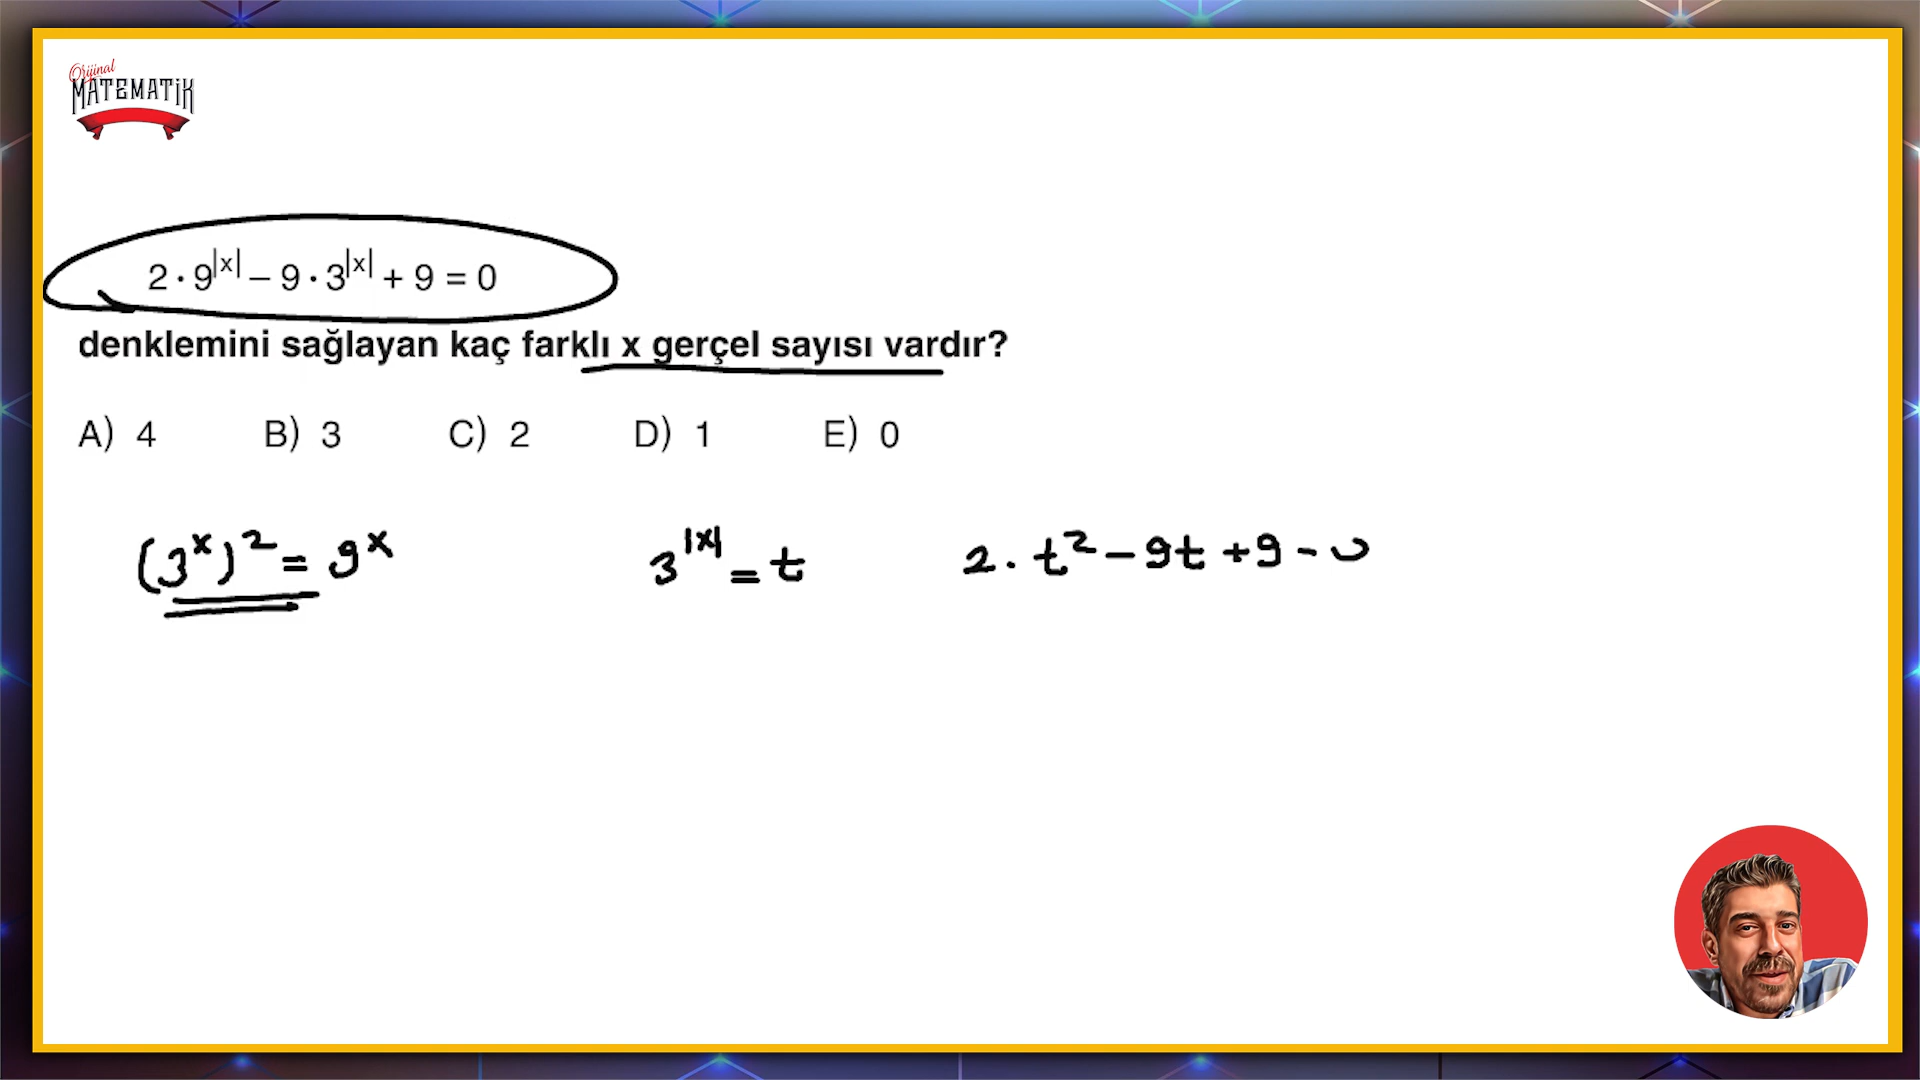 Orijinal
MATEMATİK
2 · 9^|x| – 9 · 3^|x| + 9 = 0
denklemini sağlayan kaç farklı x gerçel sayısı vardır?
A) 4 B) 3 C) 2 D) 1 E) 0
(3^x)^2 = 9^x 3^|x| = t 2. t^2 – 9t + 9 - 0